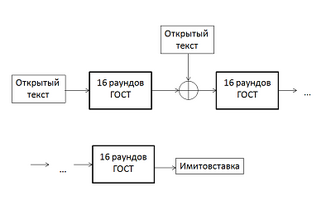 Открытый
текст
Открытый
текст
16 раундов
ГОСТ
16 раундов
ГОСТ
...
...
16 раундов
ГОСТ
Имитовставка